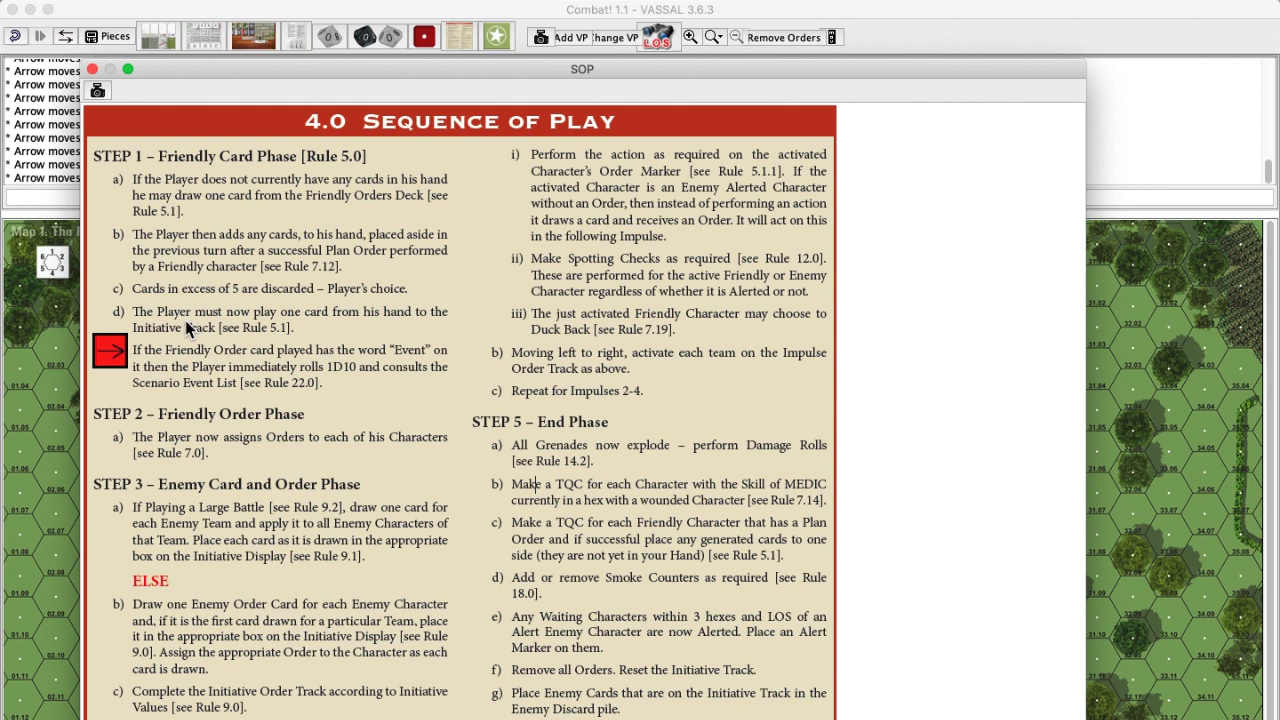 Combat! 1.1 - VASSAL 3.6.3
Pieces
Add VP
hange VP
LOS
Remove Orders
Arrow moves
* Arrow moves
* Arrow moves
* Arrow moves
* Arrow moves
* Arrow moves
* Arrow moves
* Arrow moves
* Arrow moves
* Arrow moves
SOP
4.0 SEQUENCE OF PLAY
STEP 1 – Friendly Card Phase [Rule 5.0]
a) If the Player does not currently have any cards in his hand
he may draw one card from the Friendly Orders Deck [see
Rule 5.1].
b) The Player then adds any cards, to his hand, placed aside in
the previous turn after a successful Plan Order performed
by a Friendly character [see Rule 7.12].
c) Cards in excess of 5 are discarded – Player's choice.
d) The Player must now play one card from his hand to the
Initiative Track [see Rule 5.1].
If the Friendly Order card played has the word “Event” on
it then the Player immediately rolls 1D10 and consults the
Scenario Event List [see Rule 22.0].
STEP 2 – Friendly Order Phase
a) The Player now assigns Orders to each of his Characters
[see Rule 7.0].
STEP 3 – Enemy Card and Order Phase
a) If Playing a Large Battle [see Rule 9.2], draw one card for
each Enemy Team and apply it to all Enemy Characters of
that Team. Place each card as it is drawn in the appropriate
box on the Initiative Display [see Rule 9.1].
ELSE
b) Draw one Enemy Order Card for each Enemy Character
and, if it is the first card drawn for a particular Team, place
it in the appropriate box on the Initiative Display [see Rule
9.0]. Assign the appropriate Order to the Character as each
card is drawn.
c) Complete the Initiative Order Track according to Initiative
Values [see Rule 9.0].
i) Perform the action as required on the activated
Character's Order Marker [see Rule 5.1.1]. If the
activated Character is an Enemy Alerted Character
without an Order, then instead of performing an action
it draws a card and receives an Order. It will act on this
in the following Impulse.
ii) Make Spotting Checks as required [see Rule 12.0].
These are performed for the active Friendly or Enemy
Character regardless of whether it is Alerted or not.
iii) The just activated Friendly Character may choose to
Duck Back [see Rule 7.19].
b) Moving left to right, activate each team on the Impulse
Order Track as above.
c) Repeat for Impulses 2-4.
STEP 5 – End Phase
a) All Grenades now explode – perform Damage Rolls
[see Rule 14.2].
b) Make a TQC for each Character with the Skill of MEDIC
currently in a hex with a wounded Character [see Rule 7.14].
c) Make a TQC for each Friendly Character that has a Plan
Order and if successful place any generated cards to one
side (they are not yet in your Hand) [see Rule 5.1].
d) Add or remove Smoke Counters as required [see Rule
18.0].
e) Any Waiting Characters within 3 hexes and LOS of an
Alert Enemy Character are now Alerted. Place an Alert
Marker on them.
f) Remove all Orders. Reset the Initiative Track.
g) Place Enemy Cards that are on the Initiative Track in the
Enemy Discard pile.